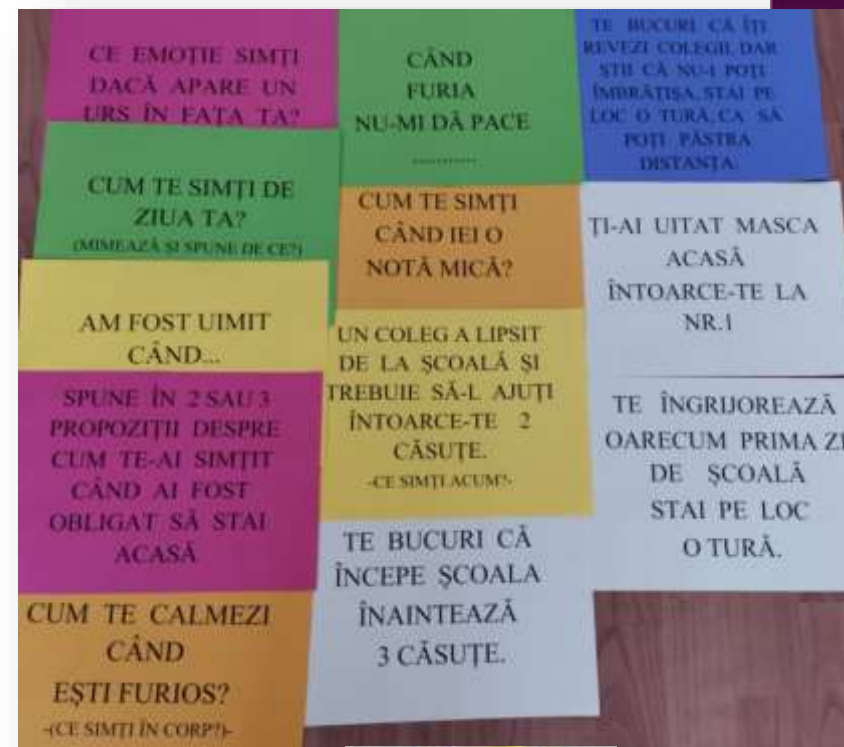 CE EMOȚIE SIMȚI
DACĂ APARE UN
URS ÎN FAȚA TA?
CUM TE SIMȚI DE
ZIUA TA?
(MIMEAZĂ ȘI SPUNE DE CE?)
AM FOST UIMIT
CÂND...
SPUNE ÎN 2 SAU 3
PROPOZIȚII DESPRE
CUM TE-AI SIMȚIT
CÂND AI FOST
OBLIGAT SĂ STAI
ACASĂ
CUM TE CALMEZI
CÂND
EȘTI FURIOS?
-(CE SIMȚI ÎN CORP?)-
CÂND
FURIA
NU-MI DĂ PACE
............
CUM TE SIMȚI
CÂND IEI O
NOTĂ MICĂ?
UN COLEG A LIPSIT
DE LA ȘCOALĂ ȘI
TREBUIE SĂ-L AJUȚI
ÎNTOARCE-TE 2
CĂSUȚE.
-CE SIMȚI ACUM?-
TE BUCURI CĂ
ÎNCEPE ȘCOALA
ÎNAINTEAZĂ
3 CĂSUȚE.
TE BUCURI CĂ ÎȚI
REVEZI COLEGII, DAR
ȘTII CĂ NU-I POȚI
ÎMBRĂȚIȘA. STAI PE
LOC O TURĂ, CA SĂ
POȚI PĂSTRA
DISTANȚA.
ȚI-AI UITAT MASCA
ACASĂ
ÎNTOARCE-TE LA
NR.1
TE ÎNGRIJOREAZĂ
OARECUM PRIMA ZI
DE ȘCOALĂ
STAI PE LOC
O TURĂ.